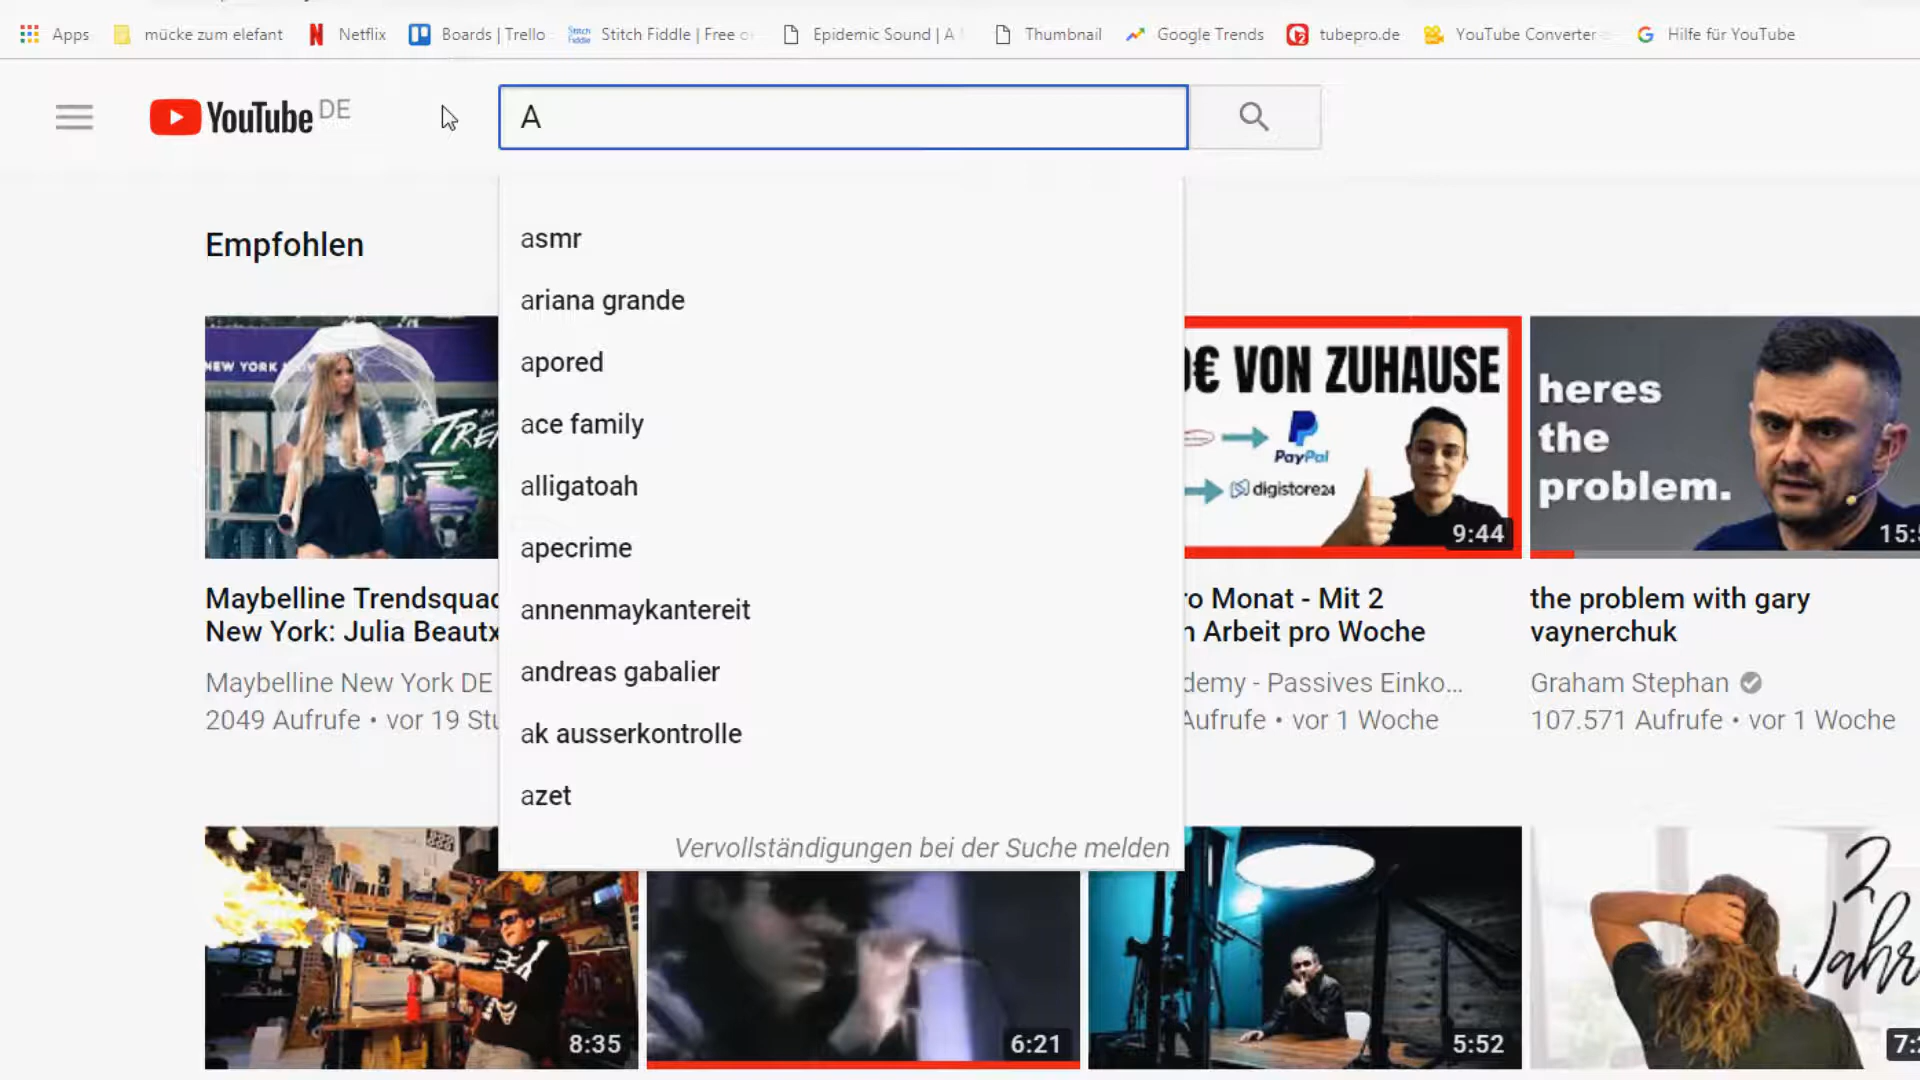 Apps
mücke zum elefant
Netflix
Boards | Trello
Stitch Fiddle
Stitch Fiddle | Free
Epidemic Sound | A
Thumbnail
Google Trends
tubepro.de
YouTube Converter
Hilfe für YouTube
YouTube DE
A
Empfohlen
asmr
ariana grande
apored
ace family
alligatoah
apecrime
annenmaykantereit
andreas gabalier
ak ausserkontrolle
azet
Vervollständigungen bei der Suche melden
NEW YORK
€ VON ZUHAUSE
PayPal
digistore24
9:44
heres
the
problem.
Maybelline
New York: Julia
Maybelline New York DE
2049 Aufrufe • vor 19
Monat - Mit 2
Arbeit pro Woche
- Passives
Aufrufe • vor 1 Woche
the problem with gary
vaynerchuk
Graham Stephan
107.571 Aufrufe • vor 1 Woche
8:35
6:21
5:52
2
Jahr